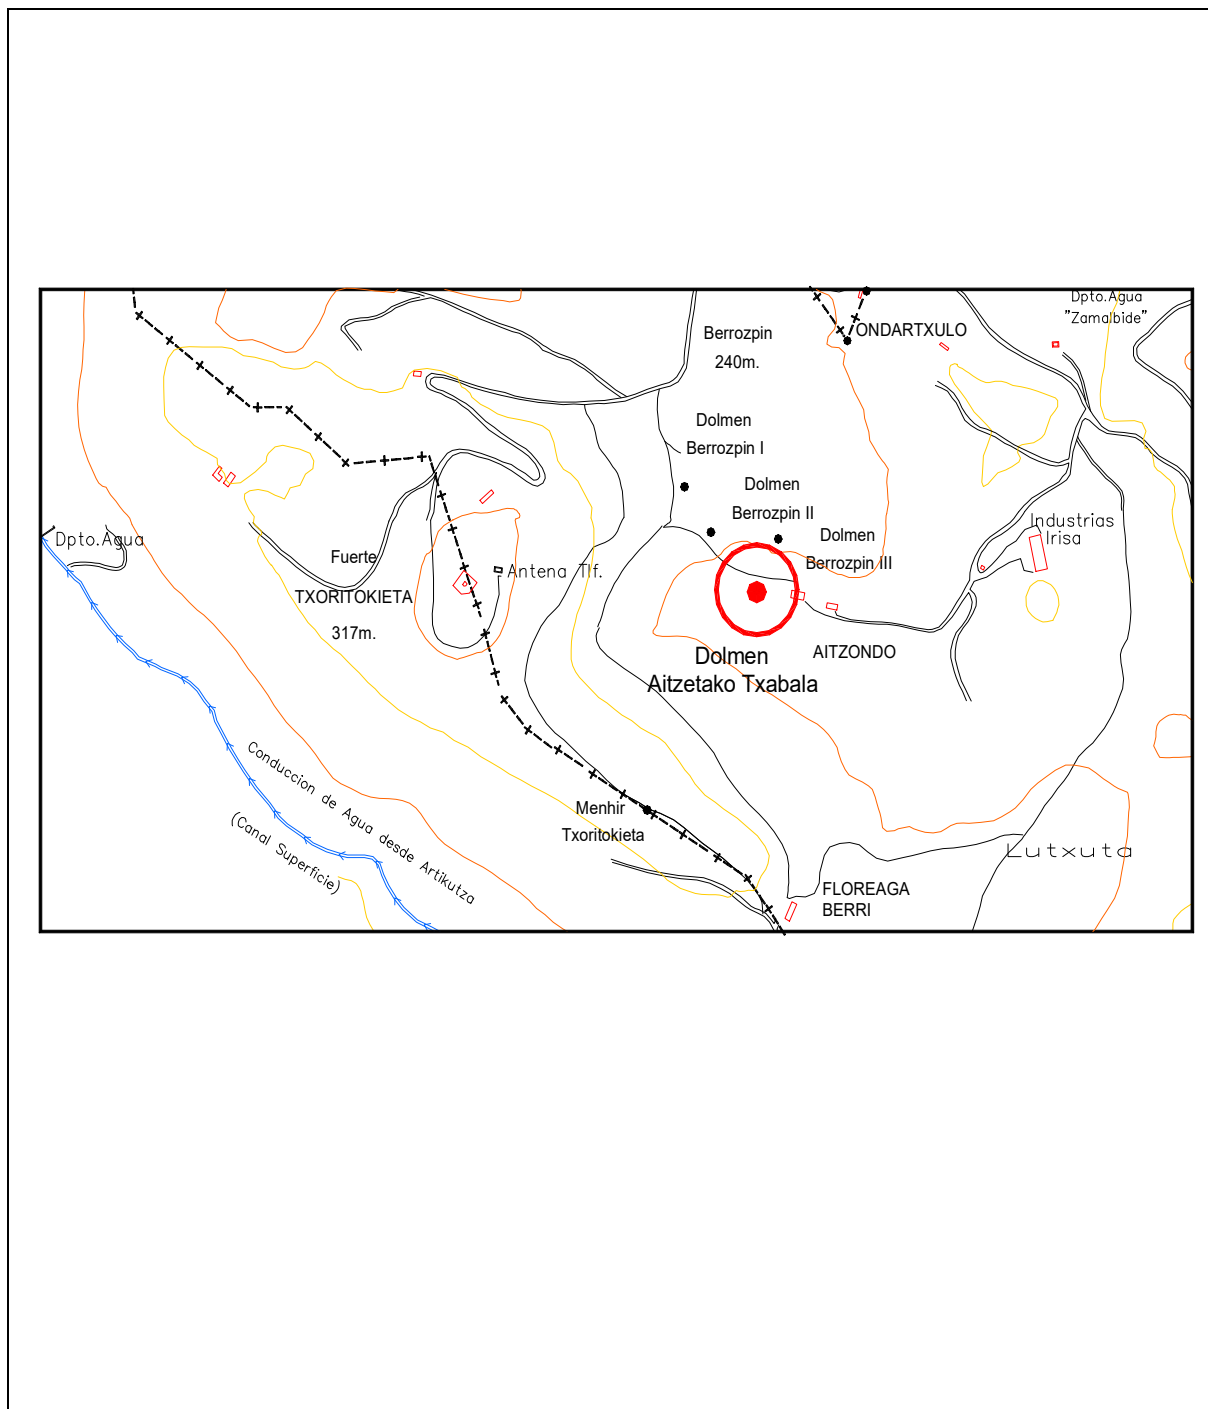 Dpto.Agua
"Zamalbide"
ONDARTXULO
Berrozpin
240m.
Dolmen
Berrozpin I
Dolmen
Berrozpin II
Dolmen
Berrozpin III
Industrias
Irisa
Dpto.Agua
Fuerte
TXORITOKIETA
317m.
Antena Tlf.
AITZONDO
Dolmen
Aitzetako Txabala
Conduccion de Agua desde Artikutza
(Canal Superficie)
Menhir
Txoritokieta
Lutxuta
FLOREAGA
BERRI